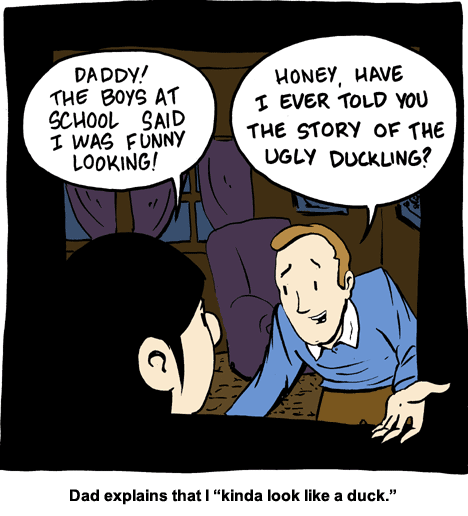 DADDY!
THE BOYS AT
SCHOOL SAID
I WAS FUNNY
LOOKING!
HONEY, HAVE
I EVER TOLD YOU
THE STORY OF THE
UGLY DUCKLING?
Dad explains that I “kinda look like a duck.”